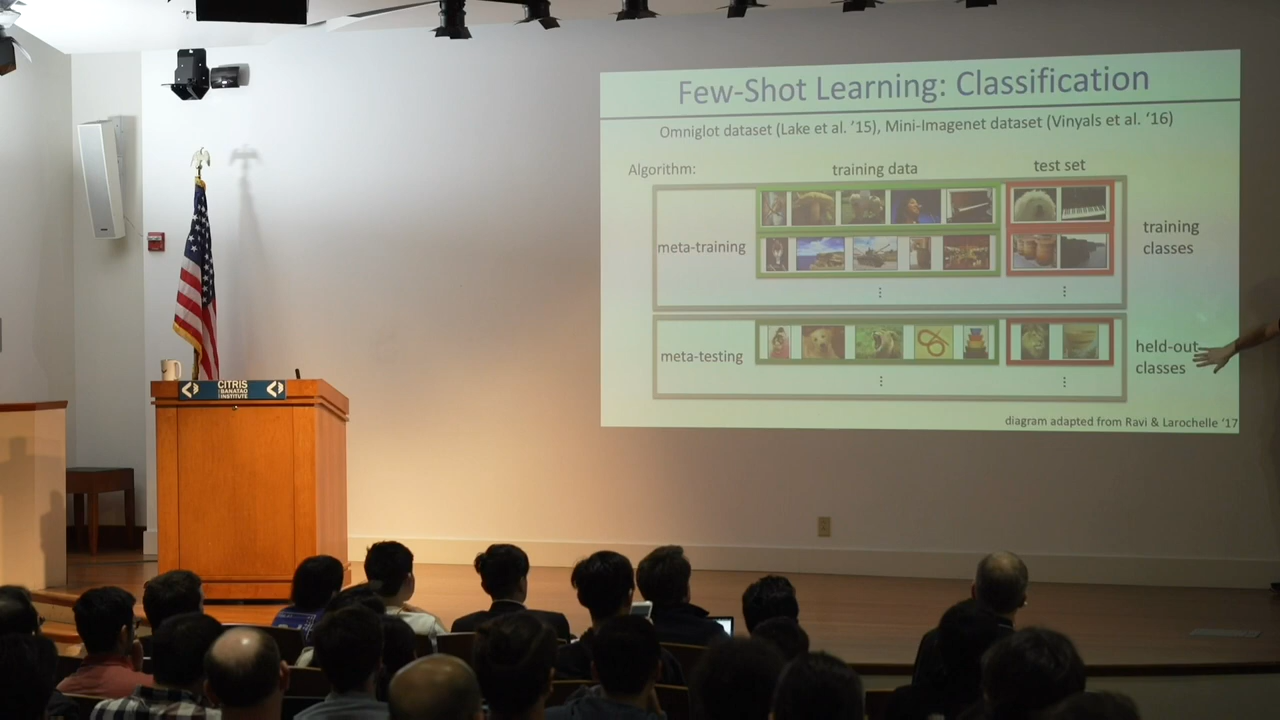 Few-Shot Learning: Classification
Omniglot dataset (Lake et al. ‘15), Mini-Imagenet dataset (Vinyals et al. ‘16)
Algorithm:
training data
test set
meta-training
training
classes
meta-testing
held-out
classes
diagram adapted from Ravi & Larochelle ‘17
CITRIS
BANATAO
INSTITUTE